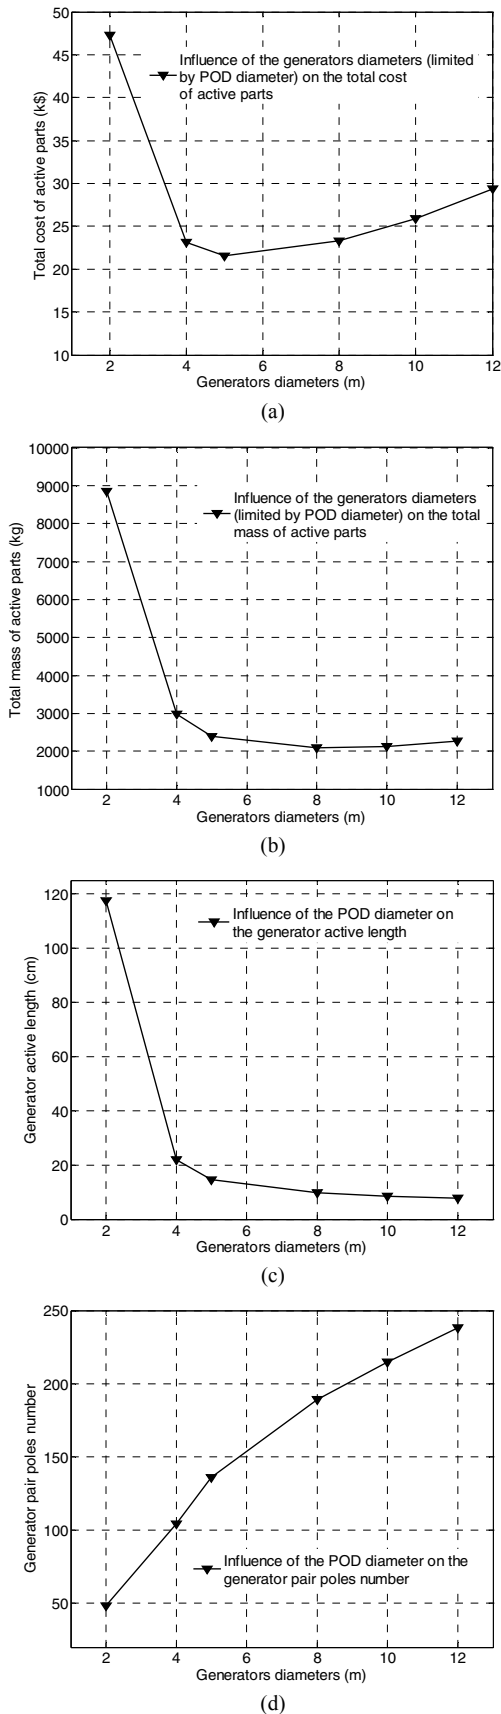 50
45
40
35
30
25
20
15
10
2
4
6
8
10
12
Total cost of active parts (k$)
Influence of the generators diameters (limited
by POD diameter) on the total cost
of active parts
Generators diameters (m)
(a)
10000
9000
8000
7000
6000
5000
4000
3000
2000
1000
2
4
6
8
10
12
Total mass of active parts (kg)
Influence of the generators diameters
(limited by POD diameter) on the total
mass of active parts
Generators diameters (m)
(b)
120
100
80
60
40
20
0
2
4
6
8
10
12
Generator active length (cm)
Influence of the POD diameter on
the generator active length
Generators diameters (m)
(c)
250
200
150
100
50
2
4
6
8
10
12
Generator pair poles number
Influence of the POD diameter on the
generator pair poles number
Generators diameters (m)
(d)